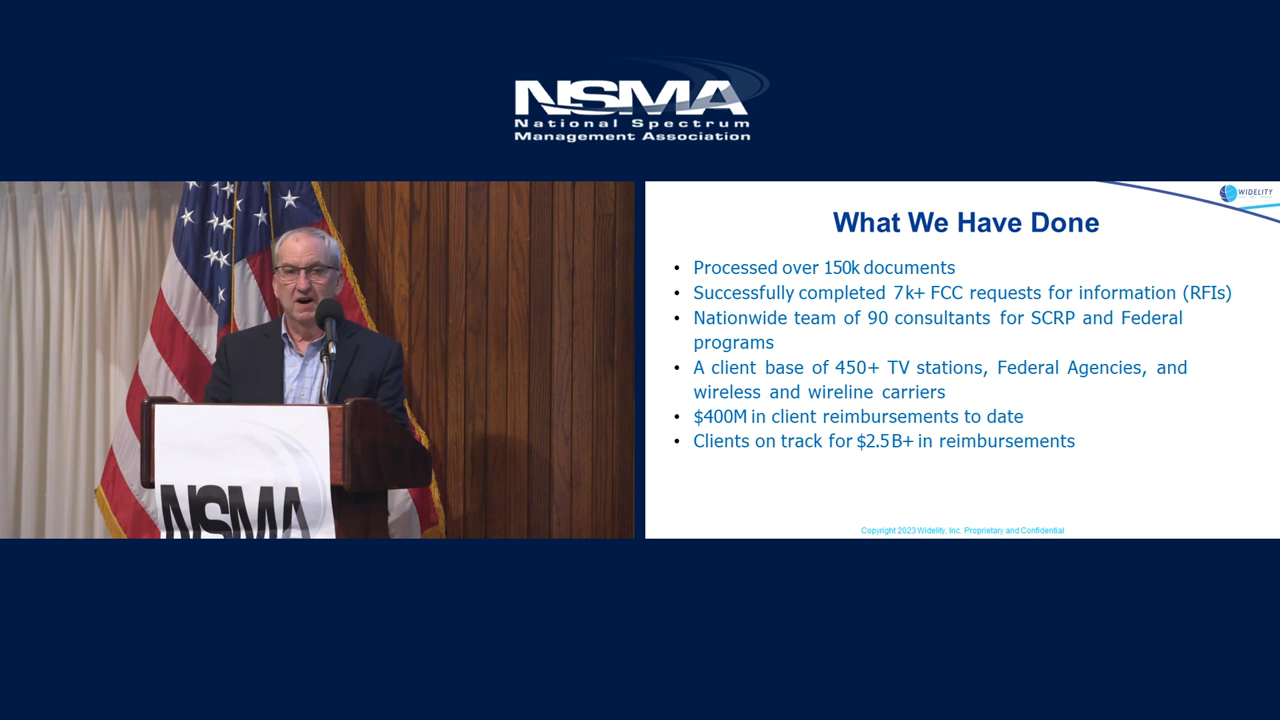 NSMA
National Spectrum
Management Association
NSMA
WIDELITY
What We Have Done
• Processed over 150k documents
• Successfully completed 7k+ FCC requests for information (RFIs)
• Nationwide team of 90 consultants for SCRP and Federal
programs
• A client base of 450+ TV stations, Federal Agencies, and
wireless and wireline carriers
• $400M in client reimbursements to date
• Clients on track for $2.5B+ in reimbursements
Copyright 2023 Widelity, Inc. Proprietary and Confidential